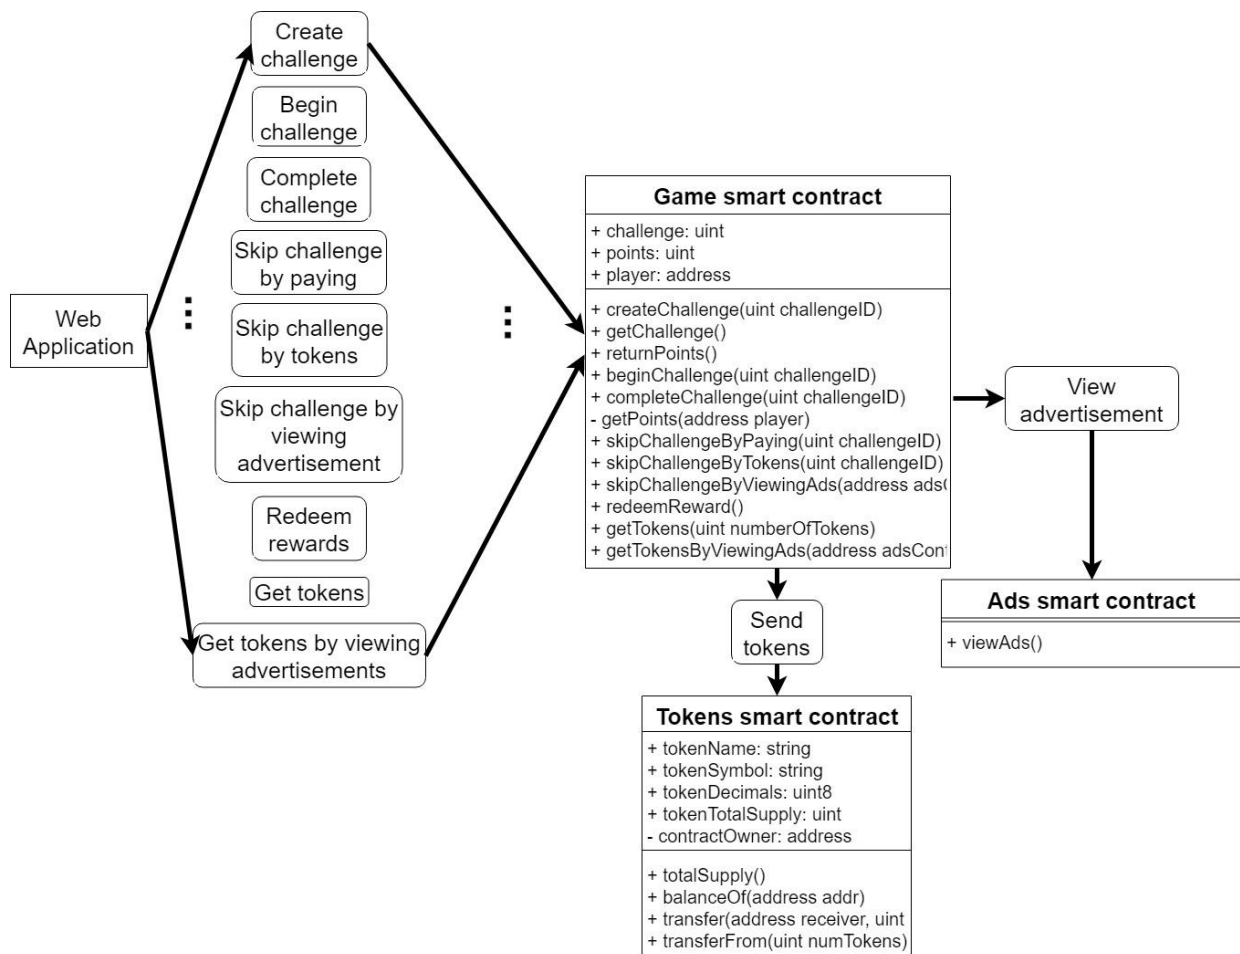 Create
challenge
Begin
challenge
Complete
challenge
Skip challenge
by paying
Skip challenge
by tokens
Skip challenge by
viewing
advertisement
Redeem
rewards
Get tokens
Get tokens by viewing
advertisements
Web
Application
Game smart contract
+ challenge: uint
+ points: uint
+ player: address
+ createChallenge(uint challengeID)
+ getChallenge()
+ returnPoints()
+ beginChallenge(uint challengeID)
+ completeChallenge(uint challengeID)
- getPoints(address player)
+ skipChallengeByPaying(uint challengeID)
+ skipChallengeByTokens(uint challengeID)
+ skipChallengeByViewingAds(address ads
+ redeemReward()
+ getTokens(uint numberOfTokens)
+ getTokensByViewingAds(address adsCont
View
advertisement
Ads smart contract
+ viewAds()
Send
tokens
Tokens smart contract
+ tokenName: string
+ tokenSymbol: string
+ tokenDecimals: uint8
+ tokenTotalSupply: uint
- contractOwner: address
+ totalSupply()
+ balanceOf(address addr)
+ transfer(address receiver, uint
+ transferFrom(uint numTokens)